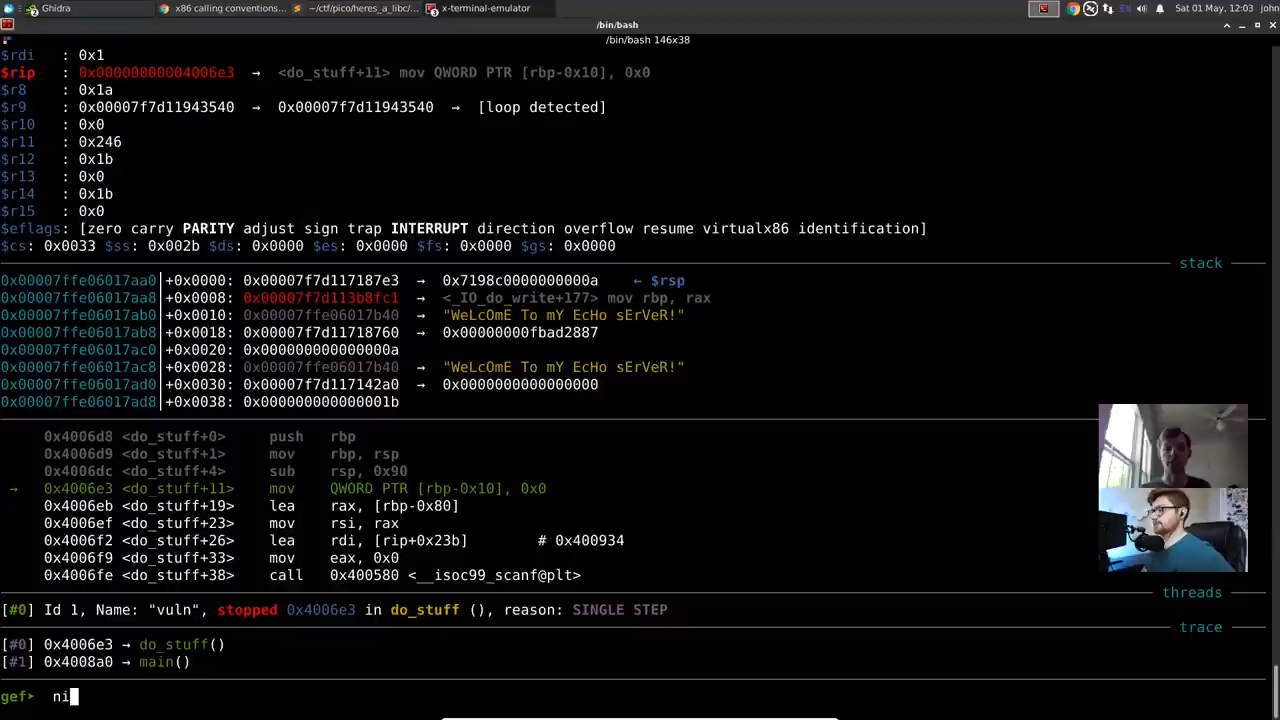 Ghidra
x86 calling conventions...
~/ctf/pico/heres_a_libc/...
x-terminal-emulator
Sat 01 May, 12:03 john
/bin/bash
/bin/bash 146x38
$rdi : 0x1
$rip : 0x00000000004006e3 → <do_stuff+11> mov QWORD PTR [rbp-0x10], 0x0
$r8 : 0x1a
$r9 : 0x00007f7d11943540 → 0x00007f7d11943540 → [loop detected]
$r10 : 0x0
$r11 : 0x246
$r12 : 0x1b
$r13 : 0x0
$r14 : 0x1b
$r15 : 0x0
$eflags: [zero carry PARITY adjust sign trap INTERRUPT direction overflow resume virtualx86 identification]
$cs: 0x0033 $ss: 0x002b $ds: 0x0000 $es: 0x0000 $fs: 0x0000 $gs: 0x0000
stack
0x00007ffe06017aa0│+0x0000: 0x00007f7d117187e3 → 0x7198c0000000000a ← $rsp
0x00007ffe06017aa8│+0x0008: 0x00007f7d113b8fc1 → <_IO_do_write+177> mov rbp, rax
0x00007ffe06017ab0│+0x0010: 0x00007ffe06017b40 → "WeLcOmE To mY EcHo sErVeR!"
0x00007ffe06017ab8│+0x0018: 0x00007f7d11718760 → 0x00000000fbad2887
0x00007ffe06017ac0│+0x0020: 0x000000000000000a
0x00007ffe06017ac8│+0x0028: 0x00007ffe06017b40 → "WeLcOmE To mY EcHo sErVeR!"
0x00007ffe06017ad0│+0x0030: 0x00007f7d117142a0 → 0x0000000000000000
0x00007ffe06017ad8│+0x0038: 0x000000000000001b
0x4006d8 <do_stuff+0> push rbp
0x4006d9 <do_stuff+1> mov rbp, rsp
0x4006dc <do_stuff+4> sub rsp, 0x90
→ 0x4006e3 <do_stuff+11> mov QWORD PTR [rbp-0x10], 0x0
0x4006eb <do_stuff+19> lea rax, [rbp-0x80]
0x4006ef <do_stuff+23> mov rsi, rax
0x4006f2 <do_stuff+26> lea rdi, [rip+0x23b] # 0x400934
0x4006f9 <do_stuff+33> mov eax, 0x0
0x4006fe <do_stuff+38> call 0x400580 <__isoc99_scanf@plt>
threads
[#0] Id 1, Name: "vuln", stopped 0x4006e3 in do_stuff (), reason: SINGLE STEP
trace
[#0] 0x4006e3 → do_stuff()
[#1] 0x4008a0 → main()
gef➤ ni